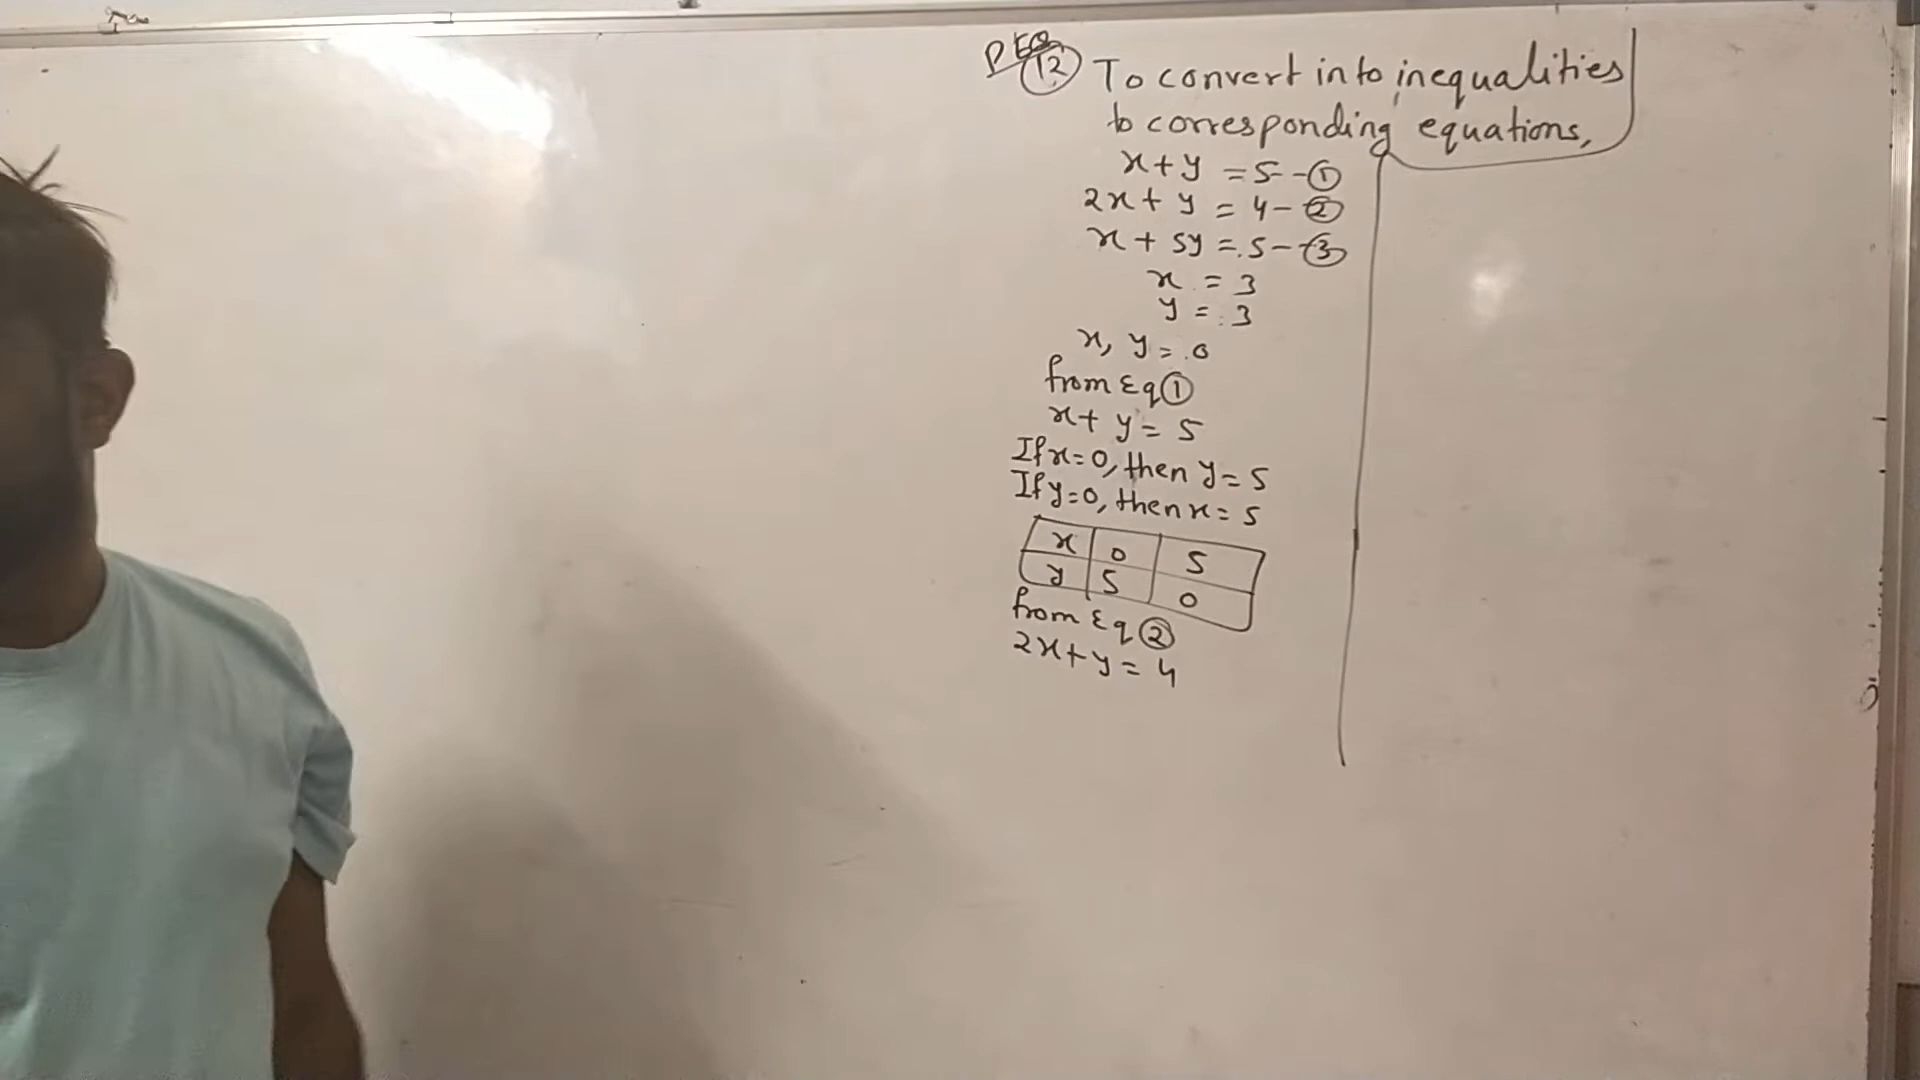 PEQ
12 To convert into inequalities
to corresponding equations,
x + y = 5 - ①
2x + y = 4 - ②
x + 5y = 5 - ③
x = 3
y = 3
x, y = 0
from Eq ①
x + y = 5
If x = 0, then y = 5
If y = 0, then x = 5
x 0 5
y 5 0
from Eq ②
2x + y = 4